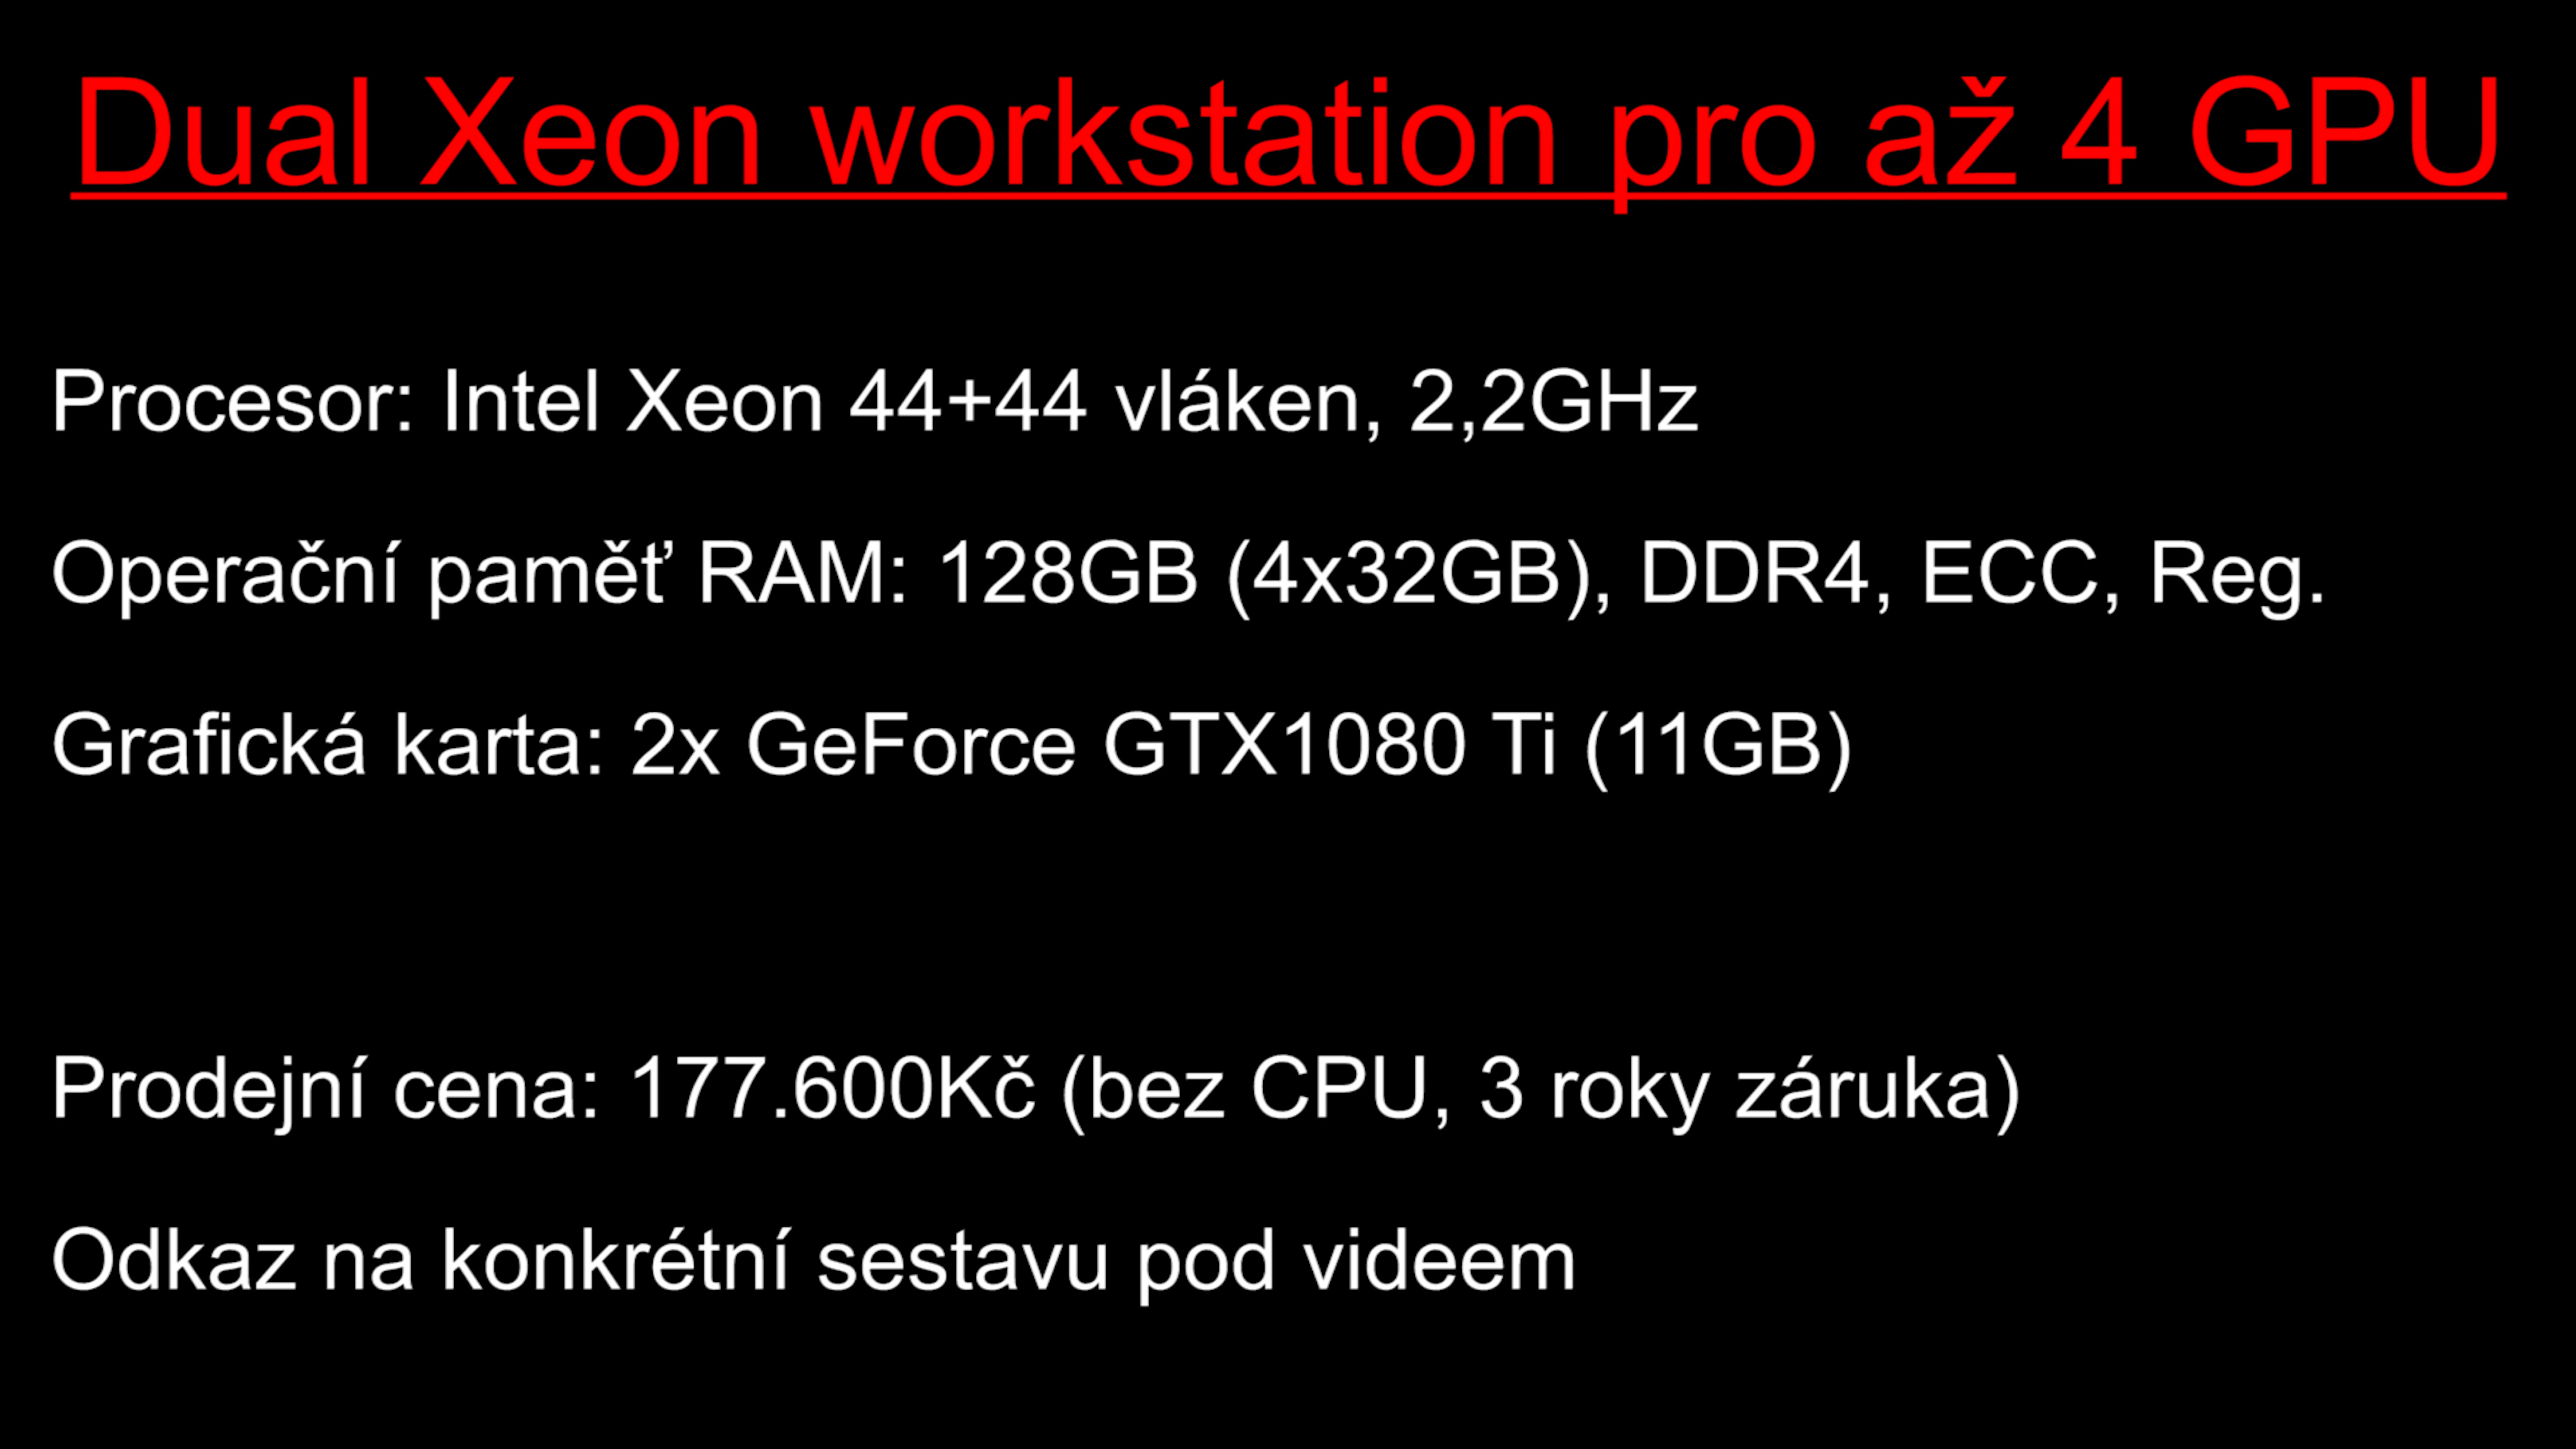 Dual Xeon workstation pro až 4 GPU
Procesor: Intel Xeon 44+44 vláken, 2,2GHz
Operační paměť RAM: 128GB (4x32GB), DDR4, ECC, Reg.
Grafická karta: 2x GeForce GTX1080 Ti (11GB)
Prodejní cena: 177.600Kč (bez CPU, 3 roky záruka)
Odkaz na konkrétní sestavu pod videem